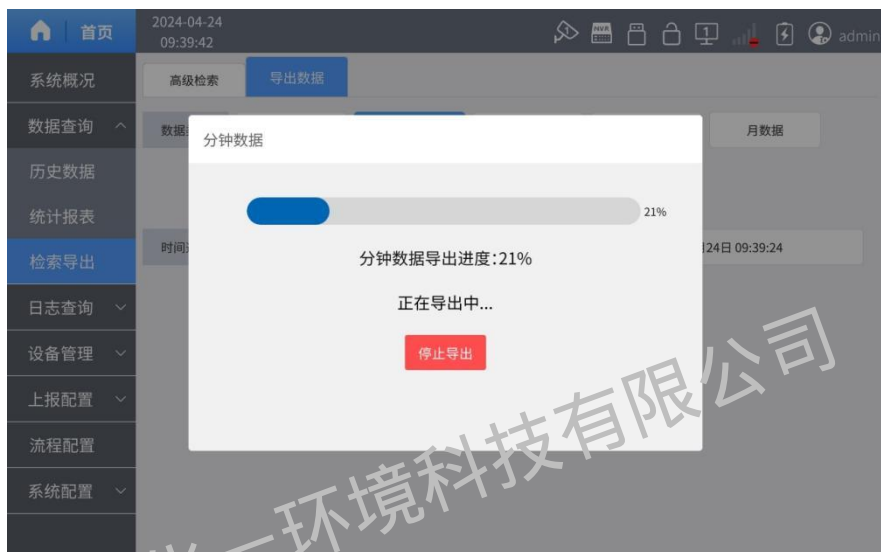 首页
2024-04-24
09:39:42
NVR
1
admin
系统概况
数据查询
历史数据
统计报表
检索导出
日志查询
设备管理
上报配置
流程配置
系统配置
高级检索
导出数据
数据
月数据
时间
24日 09:39:24
分钟数据
21%
分钟数据导出进度:21%
正在导出中...
停止导出
一环境科技有限公司